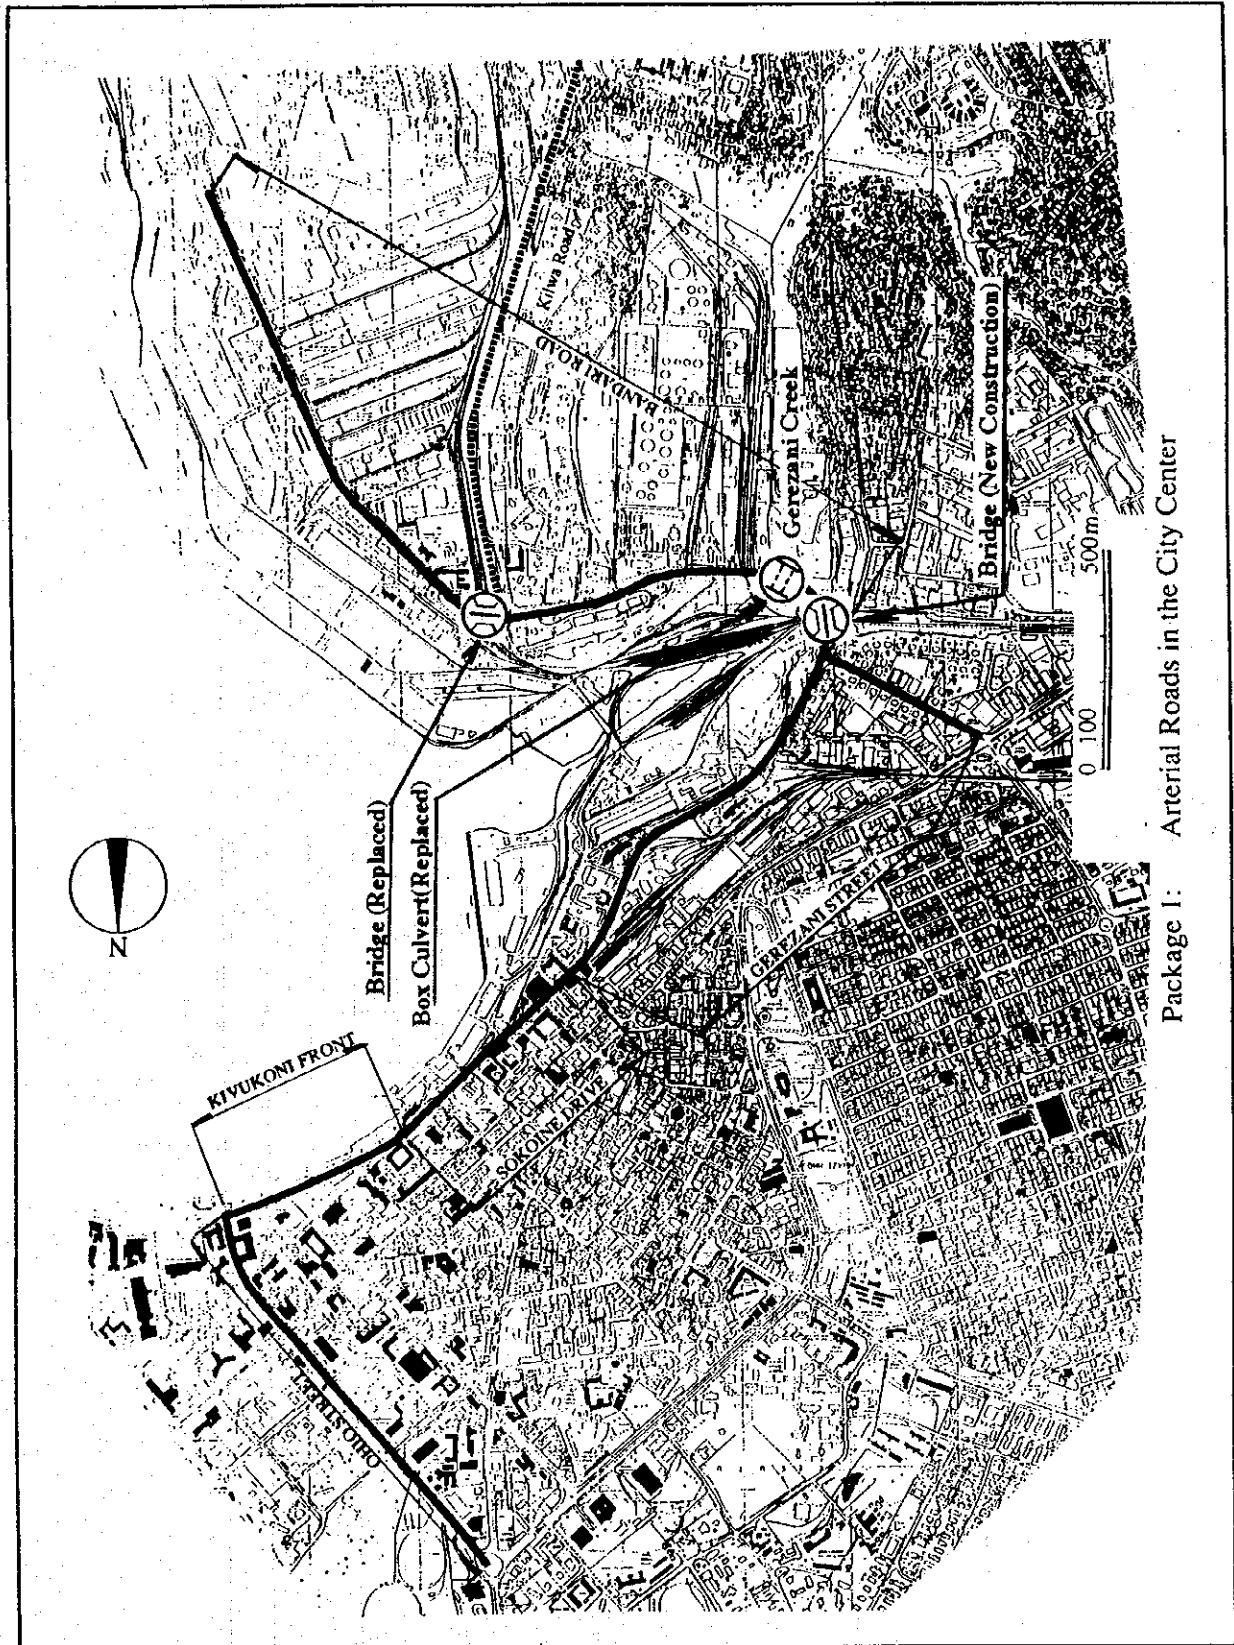 N
KIVUKONI FRONT
OHIO STREET
SOKOINE DRIVE
GEREZANI STREET
Bridge (Replaced)
Box Culvert(Replaced)
BANDARI ROAD
Kilwa Road
Gerezani Creek
Bridge (New Construction)
0 100 500m
Package 1: Arterial Roads in the City Center